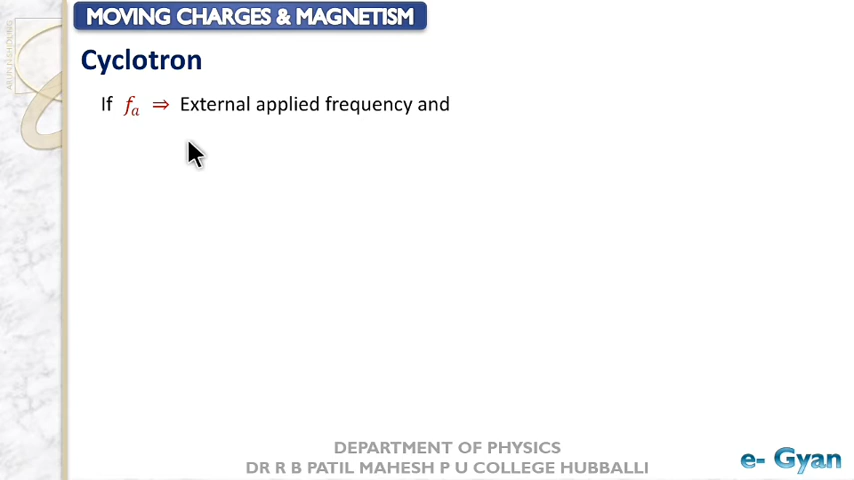 MOVING CHARGES & MAGNETISM
Cyclotron
If fₐ ⇒ External applied frequency and
DEPARTMENT OF PHYSICS
DR R B PATIL MAHESH P U COLLEGE HUBBALLI
e- Gyan